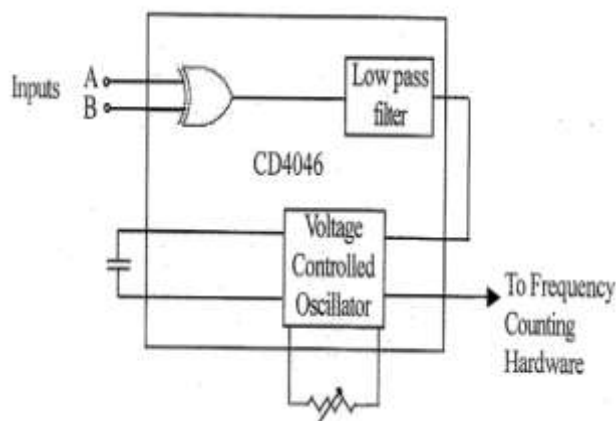 Inputs
A
B
Low pass
filter
CD4046
Voltage
Controlled
Oscillator
To Frequency
Counting
Hardware